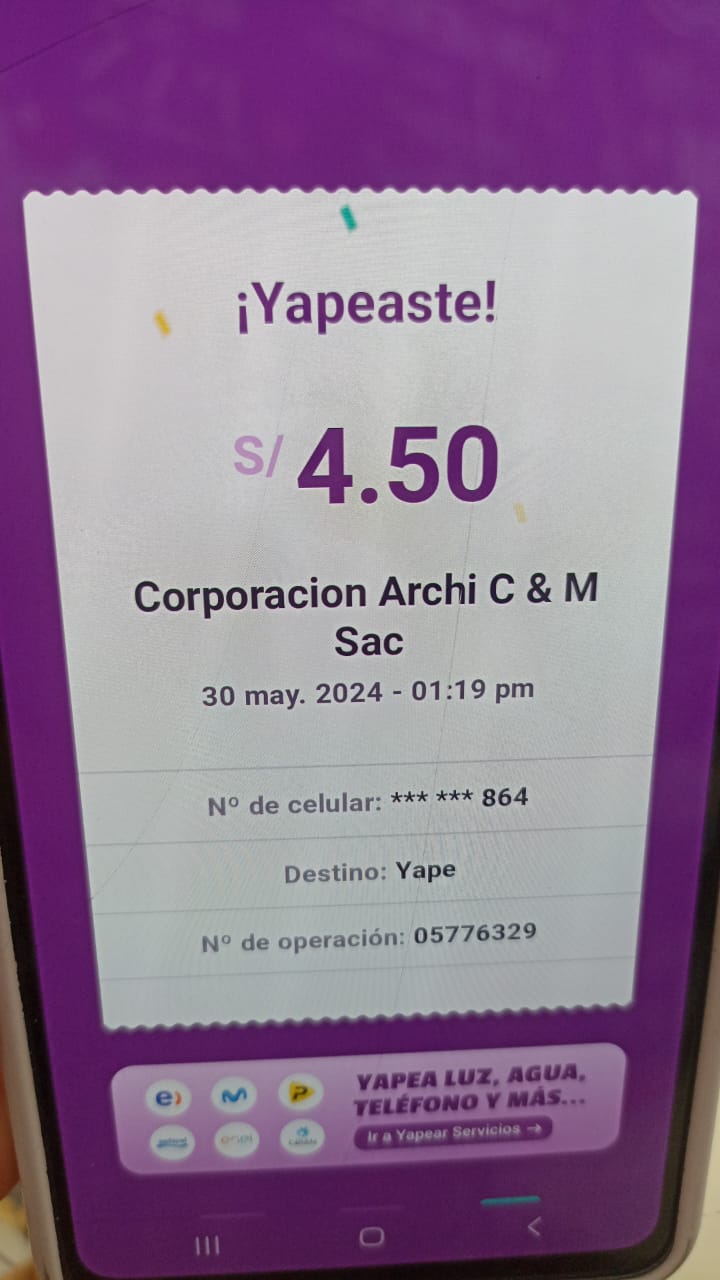 ¡Yapeaste!
S/ 4.50
Corporacion Archi C & M
Sac
30 may. 2024 - 01:19 pm
Nº de celular: *** *** 864
Destino: Yape
Nº de operación: 05776329
YAPEA LUZ, AGUA,
TELÉFONO Y MÁS...
Ir a Yapear Servicios →
enel